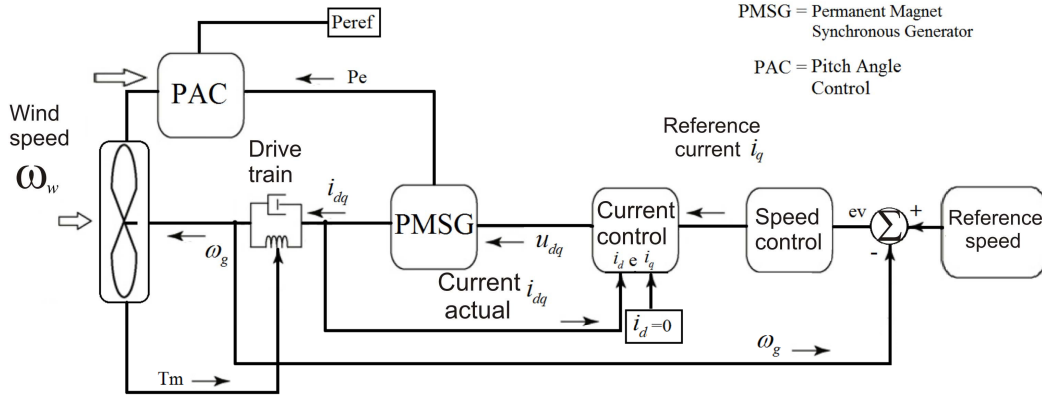 Peref
PMSG = Permanent Magnet
Synchronous Generator
PAC = Pitch Angle
Control
PAC
Pe
Wind
speed
ω_w
Drive
train
i_dq
Reference
current i_q
PMSG
Current
control
i_d e i_q
Speed
control
ev
Σ
+
-
Reference
speed
ω_g
u_dq
Current i_dq
actual
i_d =0
ω_g
Tm